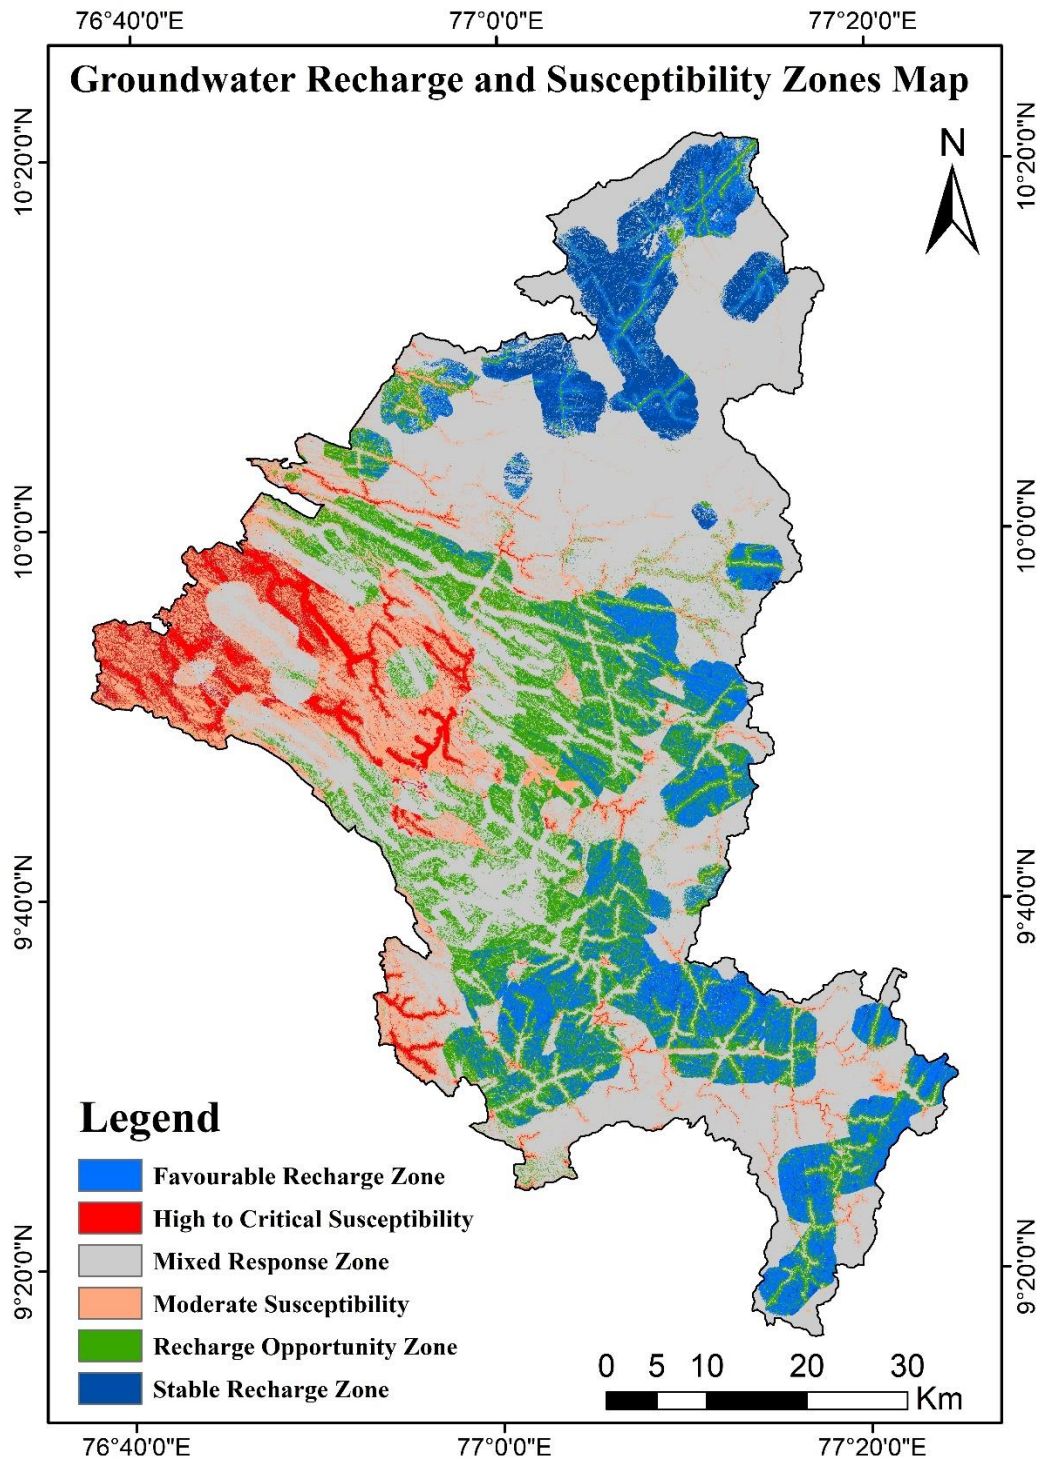 76°40'0"E 77°0'0"E 77°20'0"E
Groundwater Recharge and Susceptibility Zones Map
N
10°20'0"N 10°20'0"N
10°0'0"N 10°0'0"N
9°40'0"N 9°40'0"N
9°20'0"N 9°20'0"N
Legend
Favourable Recharge Zone
High to Critical Susceptibility
Mixed Response Zone
Moderate Susceptibility
Recharge Opportunity Zone
Stable Recharge Zone
0 5 10 20 30
Km
76°40'0"E 77°0'0"E 77°20'0"E